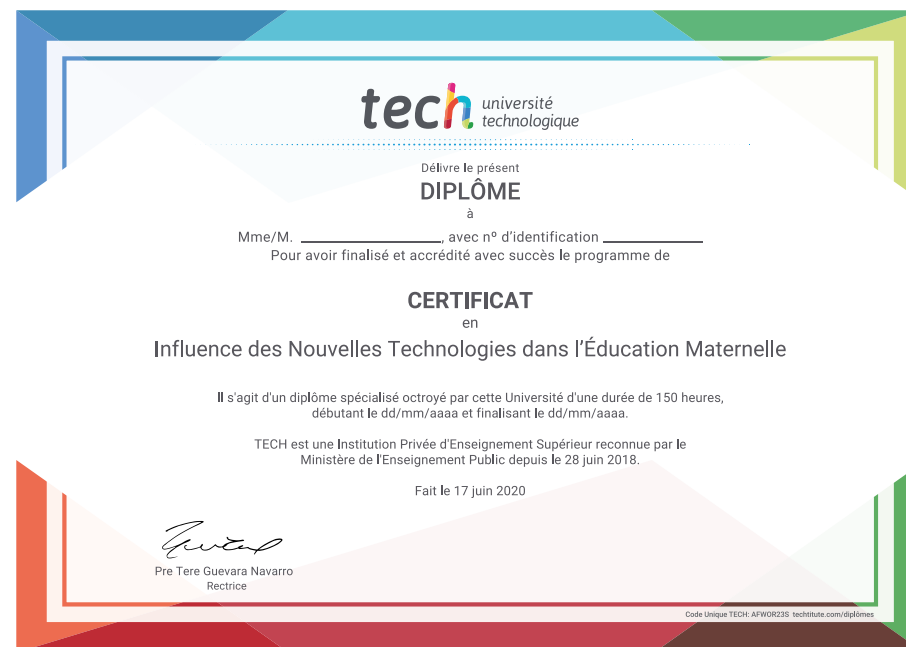 tech université
technologique
Délivre le présent
DIPLÔME
à
Mme/M. ____________________, avec nº d'identification ______________
Pour avoir finalisé et accrédité avec succès le programme de
CERTIFICAT
en
Influence des Nouvelles Technologies dans l'Éducation Maternelle
Il s'agit d'un diplôme spécialisé octroyé par cette Université d'une durée de 150 heures,
débutant le dd/mm/aaaa et finalisant le dd/mm/aaaa.
TECH est une Institution Privée d'Enseignement Supérieur reconnue par le
Ministère de l'Enseignement Public depuis le 28 juin 2018.
Fait le 17 juin 2020
Pre Tere Guevara Navarro
Rectrice
Code Unique TECH: AFWOR23S techtitute.com/diplômes